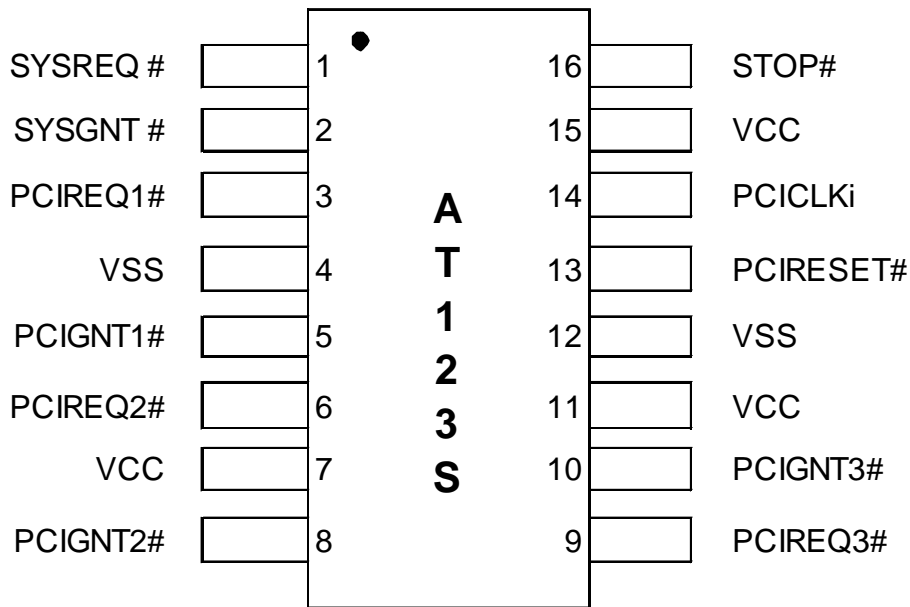 SYSREQ # 1 16 STOP#
SYSGNT # 2 15 VCC
PCIREQ1# 3 14 PCICLKi
VSS 4 13 PCIRESET#
PCIGNT1# 5 12 VSS
PCIREQ2# 6 11 VCC
VCC 7 10 PCIGNT3#
PCIGNT2# 8 9 PCIREQ3#
A
T
1
2
3
S